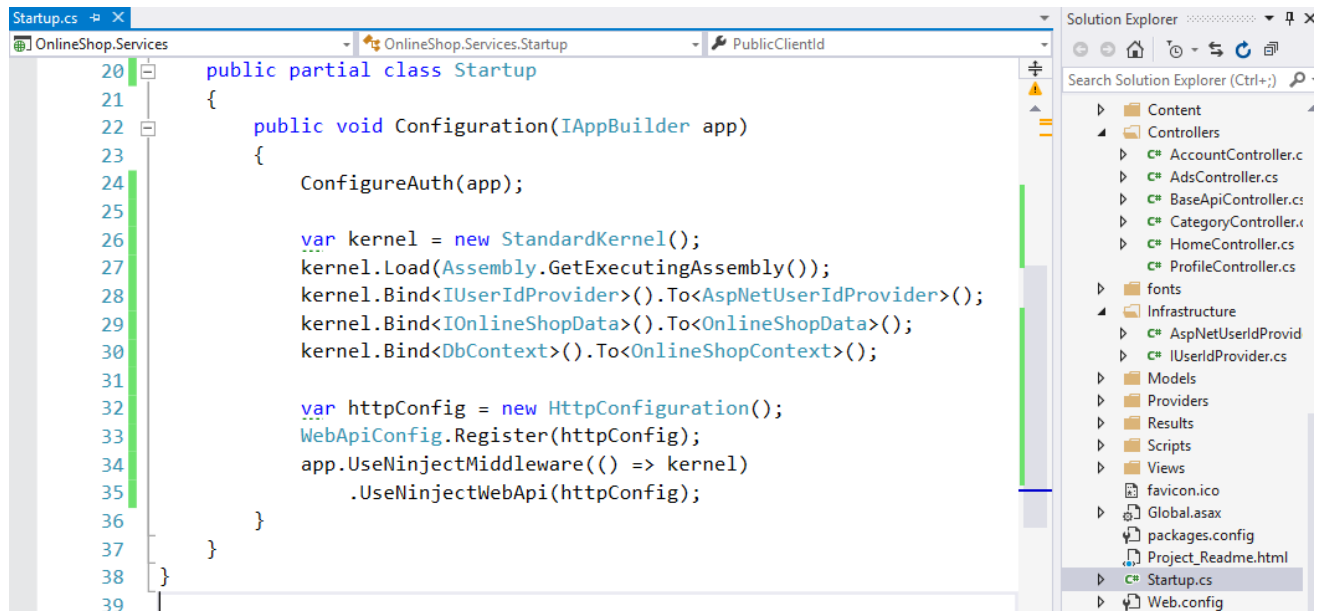 Startup.cs
OnlineShop.Services
OnlineShop.Services.Startup
PublicClientId
20 public partial class Startup
21 {
22 public void Configuration(IAppBuilder app)
23 {
24 ConfigureAuth(app);
25
26 var kernel = new StandardKernel();
27 kernel.Load(Assembly.GetExecutingAssembly());
28 kernel.Bind<IUserIdProvider>().To<AspNetUserIdProvider>();
29 kernel.Bind<IOnlineShopData>().To<OnlineShopData>();
30 kernel.Bind<DbContext>().To<OnlineShopContext>();
31
32 var httpConfig = new HttpConfiguration();
33 WebApiConfig.Register(httpConfig);
34 app.UseNinjectMiddleware(() => kernel)
35 .UseNinjectWebApi(httpConfig);
36 }
37 }
38 }
39
Solution Explorer
Search Solution Explorer (Ctrl+;)
Content
Controllers
C# AccountController.c
C# AdsController.cs
C# BaseApiController.cs
C# CategoryController.c
C# HomeController.cs
C# ProfileController.cs
fonts
Infrastructure
C# AspNetUserIdProvid
C# IUserIdProvider.cs
Models
Providers
Results
Scripts
Views
favicon.ico
Global.asax
packages.config
Project_Readme.html
C# Startup.cs
Web.config